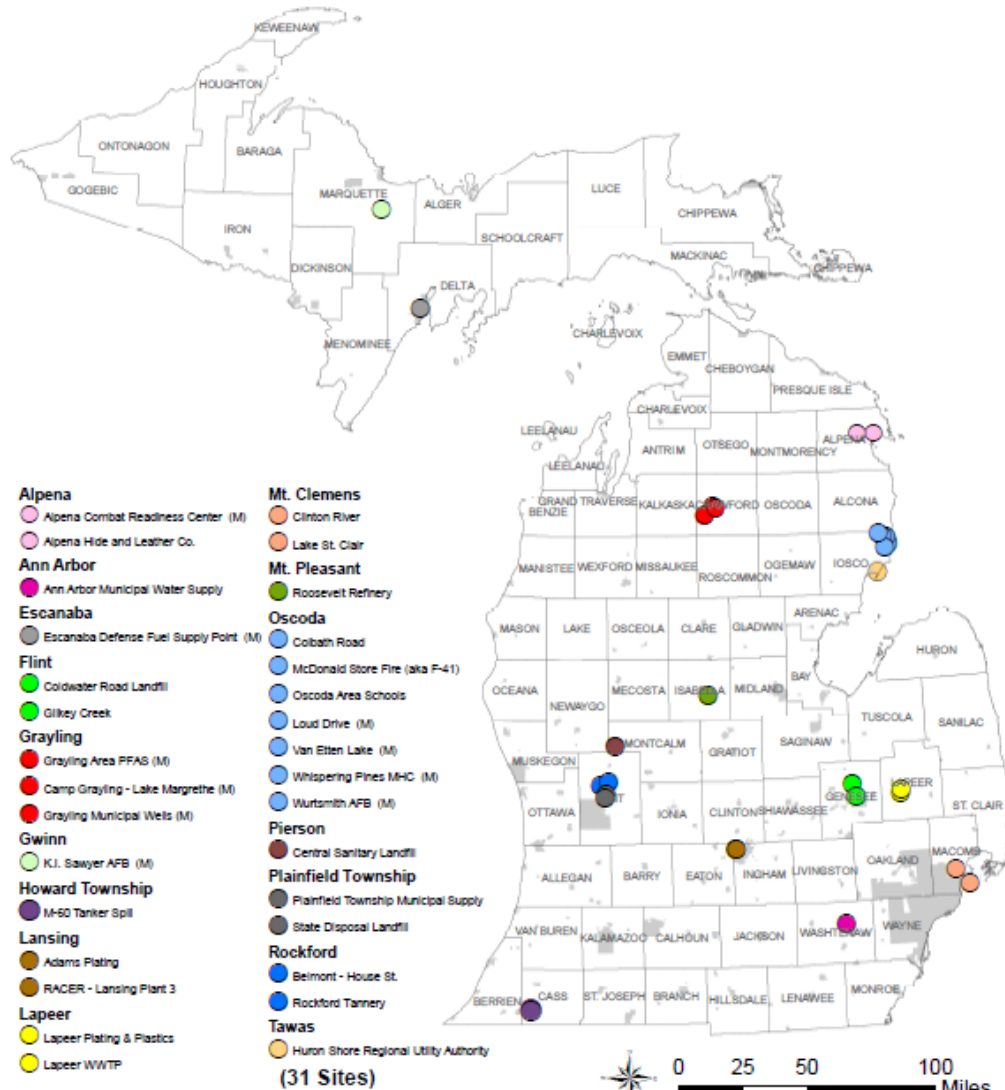 KEWEENAW
HOUGHTON
ONTONAGON
BARAGA
GOGEBIC
MARQUETTE
ALGER
LUCE
CHIPPEWA
IRON
SCHOOLCRAFT
MACKINAC
CHIPPEWA
DICKINSON
DELTA
MENOMINEE
CHARLEVOIX
EMMET
CHEBOYGAN
PRESQUE ISLE
CHARLEVOIX
LEELANAU
ANTRIM
OTSEGO
MONTMORENCY
ALPENA
LEELANAU
GRAND TRAVERSE
BENZIE
KALKASKA
OSCODA
ALCONA
MANISTEE
WEXFORD
MISSAUKEE
ROSCOMMON
OGEMAW
IOSCO
ARENAC
MASON
LAKE
OSCEOLA
CLARE
GLADWIN
HURON
BAY
OCEANA
NEWAYGO
MECOSTA
ISABELLA
MIDLAND
TUSCOLA
SANILAC
MONTCALM
GRATIOT
SAGINAW
MUSKEGON
GENESEE
LAPEER
OTTAWA
IONIA
CLINTON
SHIAWASSEE
ST. CLAIR
MACOMB
ALLEGAN
BARRY
EATON
INGHAM
LIVINGSTON
OAKLAND
VAN BUREN
KALAMAZOO
CALHOUN
JACKSON
WASHTENAW
WAYNE
BERRIEN
CASS
ST. JOSEPH
BRANCH
HILLSDALE
LENAWEE
MONROE
Alpena
Alpena Combat Readiness Center (M)
Alpena Hide and Leather Co.
Ann Arbor
Ann Arbor Municipal Water Supply
Escanaba
Escanaba Defense Fuel Supply Point (M)
Flint
Coldwater Road Landfill
Gilkey Creek
Grayling
Grayling Area PFAS (M)
Camp Grayling - Lake Margrethe (M)
Grayling Municipal Wells (M)
Gwinn
K.I. Sawyer AFB (M)
Howard Township
M-60 Tanker Spill
Lansing
Adams Plating
RACER - Lansing Plant 3
Lapeer
Lapeer Plating & Plastics
Lapeer WWTP
Mt. Clemens
Clinton River
Lake St. Clair
Mt. Pleasant
Roosevelt Refinery
Oscoda
Colbath Road
McDonald Store Fire (aka F-41)
Oscoda Area Schools
Loud Drive (M)
Van Etten Lake (M)
Whispering Pines MHC (M)
Wurtsmith AFB (M)
Pierson
Central Sanitary Landfill
Plainfield Township
Plainfield Township Municipal Supply
State Disposal Landfill
Rockford
Belmont - House St.
Rockford Tannery
Tawas
Huron Shore Regional Utility Authority
(31 Sites)
0 25 50 100
Miles